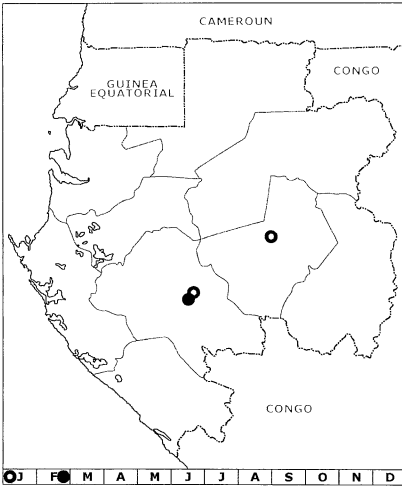 CAMEROUN
CONGO
GUINEA
EQUATORIAL
CONGO
J F M A M J J A S O N D